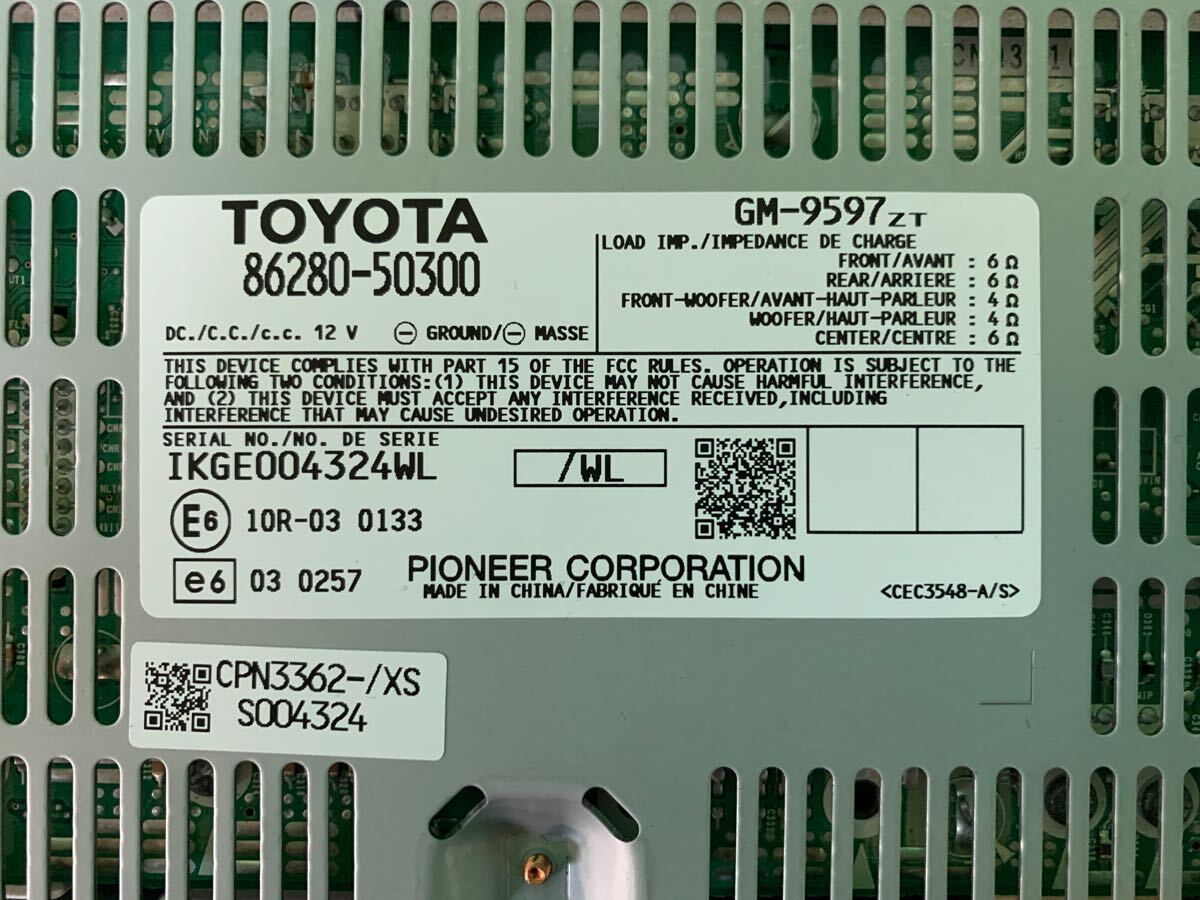 TOYOTA
86280-50300
DC./C.C./c.c. 12 V ⊖ GROUND/⊖ MASSE
GM-9597ZT
LOAD IMP./IMPEDANCE DE CHARGE
FRONT/AVANT : 6 Ω
REAR/ARRIERE : 6 Ω
FRONT-WOOFER/AVANT-HAUT-PARLEUR : 4 Ω
WOOFER/HAUT-PARLEUR : 4 Ω
CENTER/CENTRE : 6 Ω
THIS DEVICE COMPLIES WITH PART 15 OF THE FCC RULES. OPERATION IS SUBJECT TO THE
FOLLOWING TWO CONDITIONS:(1) THIS DEVICE MAY NOT CAUSE HARMFUL INTERFERENCE,
AND (2) THIS DEVICE MUST ACCEPT ANY INTERFERENCE RECEIVED,INCLUDING
INTERFERENCE THAT MAY CAUSE UNDESIRED OPERATION.
SERIAL NO./NO. DE SERIE
IKGE004324WL
/WL
E6 10R-03 0133
e6 03 0257
PIONEER CORPORATION
MADE IN CHINA/FABRIQUÉ EN CHINE
<CEC3548-A/S>
CPN3362-/XS
S004324